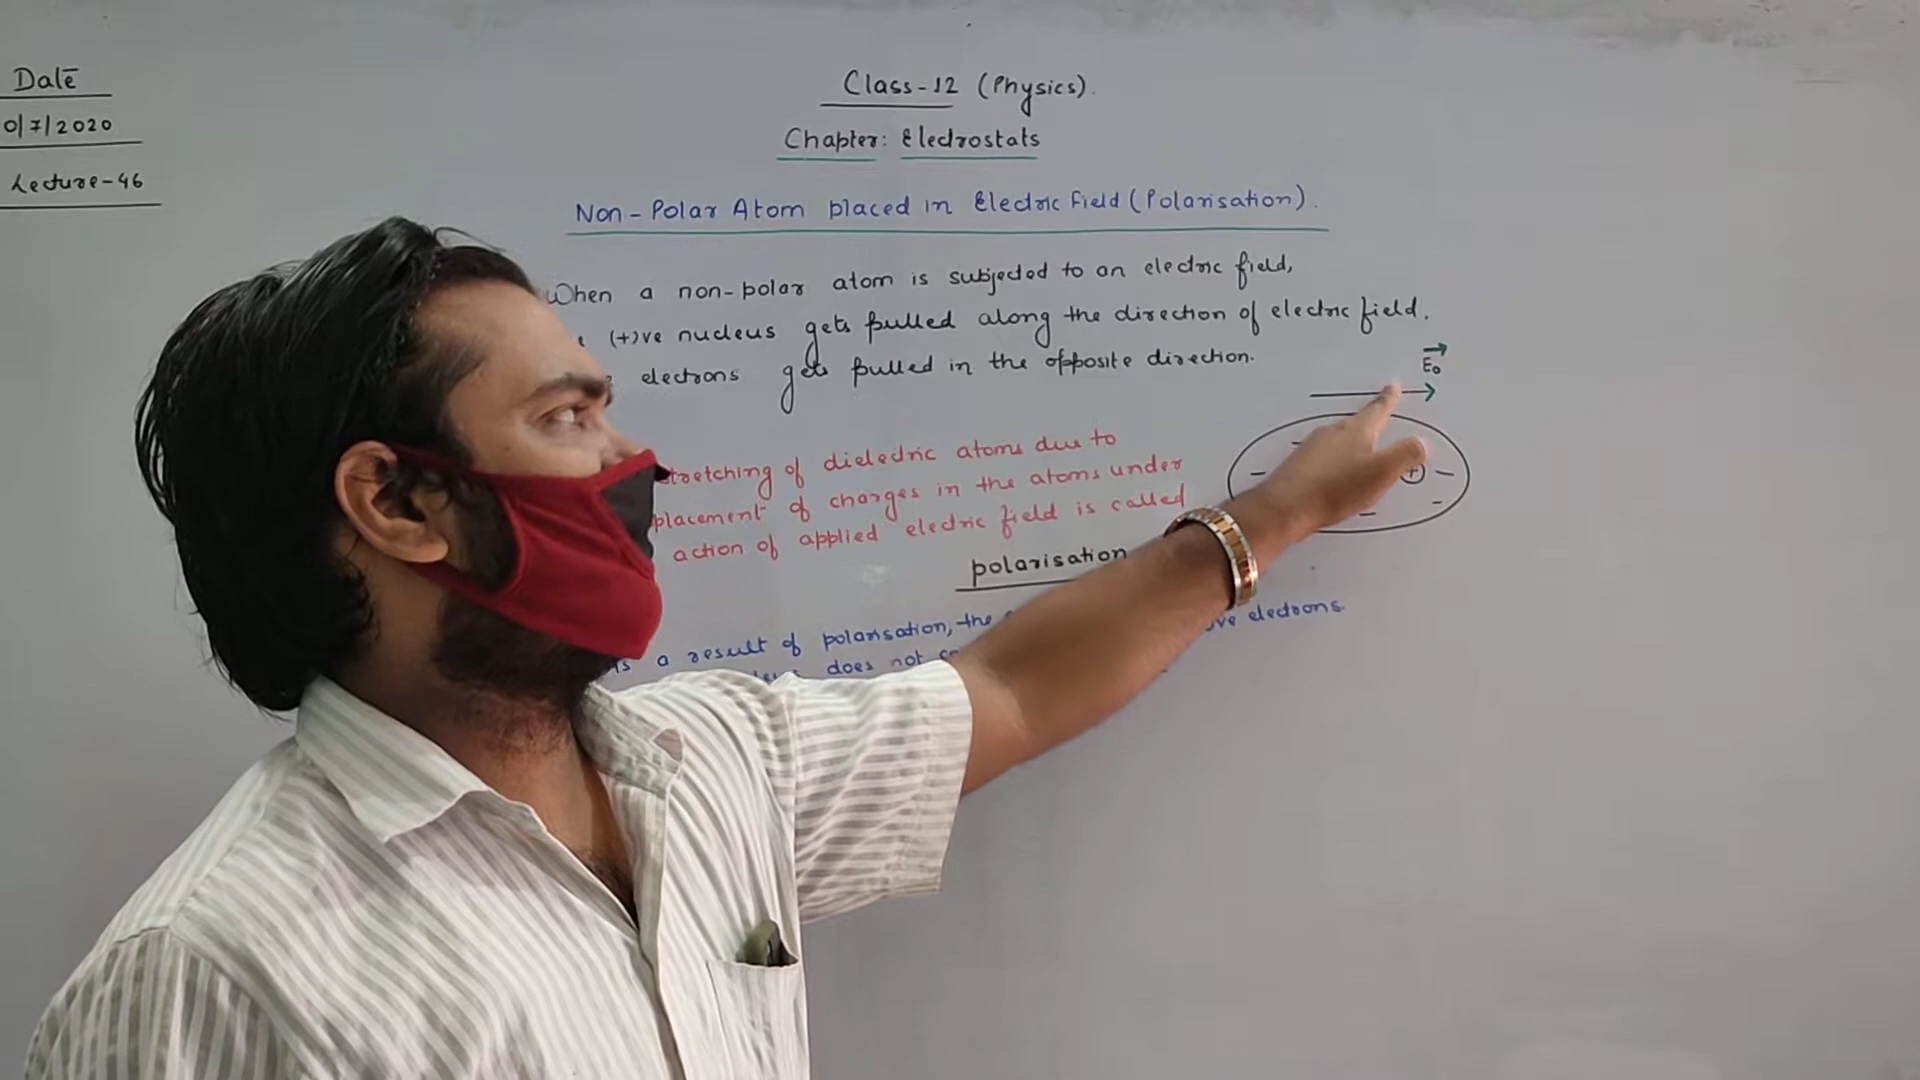 Date
0/7/2020
Lecture-46
Class-12 (Physics).
Chapter: Electrostats
Non-Polar Atom placed in Electric field (Polarisation).
When a non-polar atom is subjected to an electric field,
(+)ve nucleus gets pulled along the direction of electric field.
electrons gets pulled in the opposite direction.
E₀
stretching of dielectric atoms due to
placement of charges in the atoms under
action of applied electric field is called
polarisation
As a result of polarisation, the ve electrons.
does not